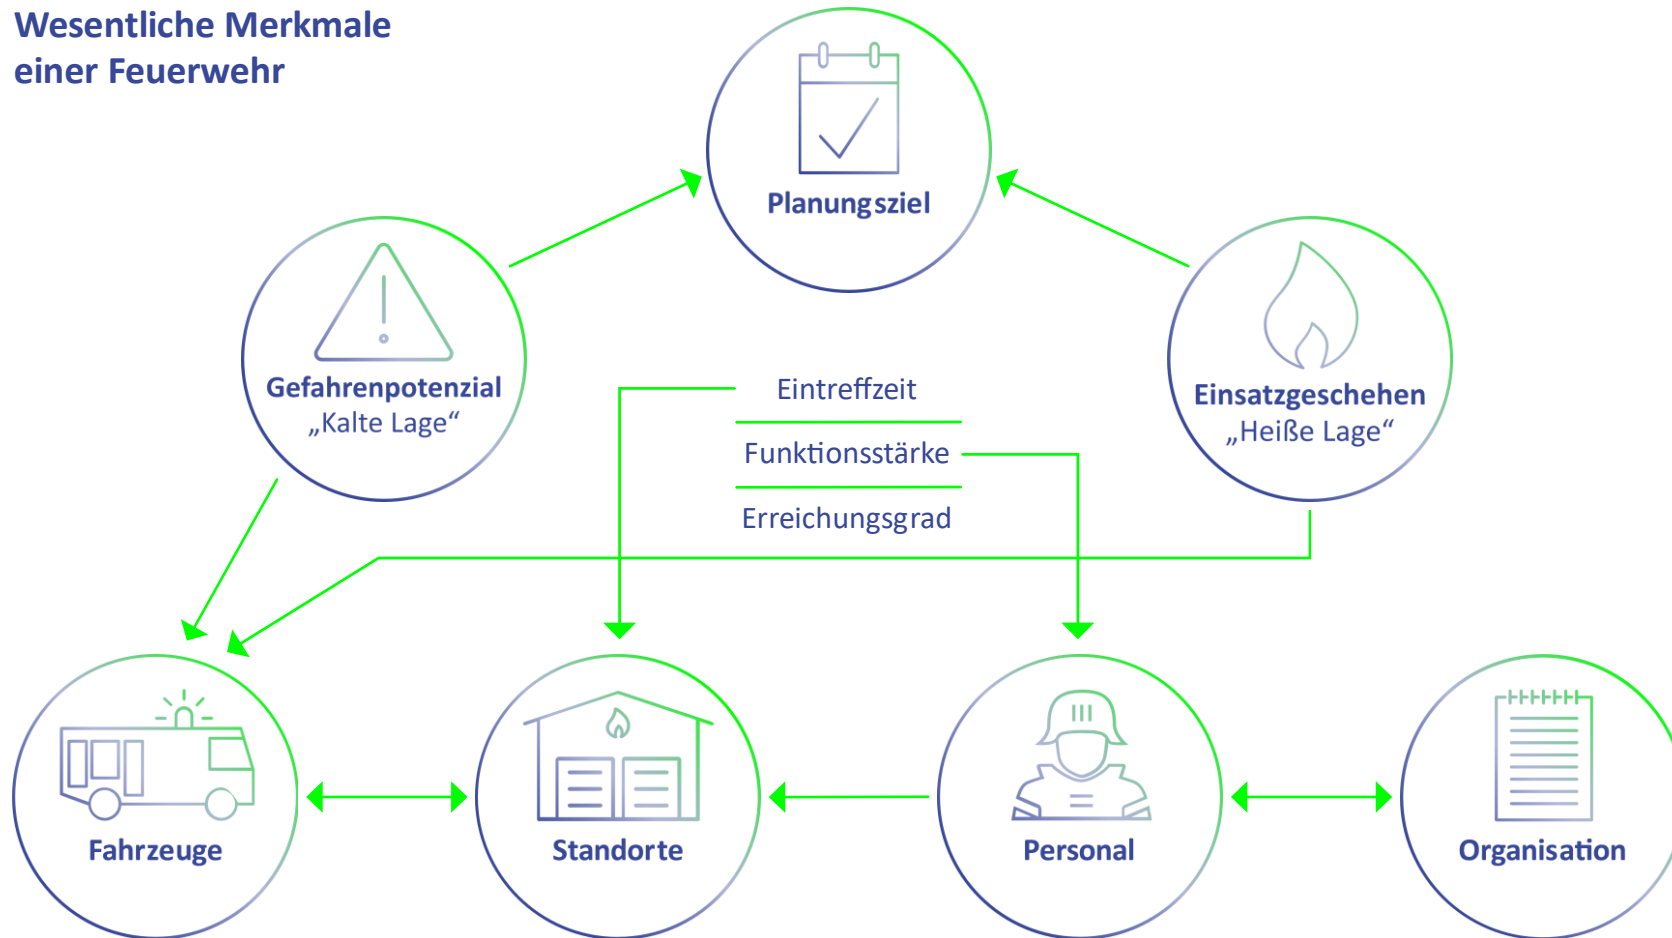 Wesentliche Merkmale
einer Feuerwehr
Planungsziel
Gefahrenpotenzial
„Kalte Lage“
Einsatzgeschehen
„Heiße Lage“
Eintreffzeit
Funktionsstärke
Erreichungsgrad
Fahrzeuge
Standorte
Personal
Organisation